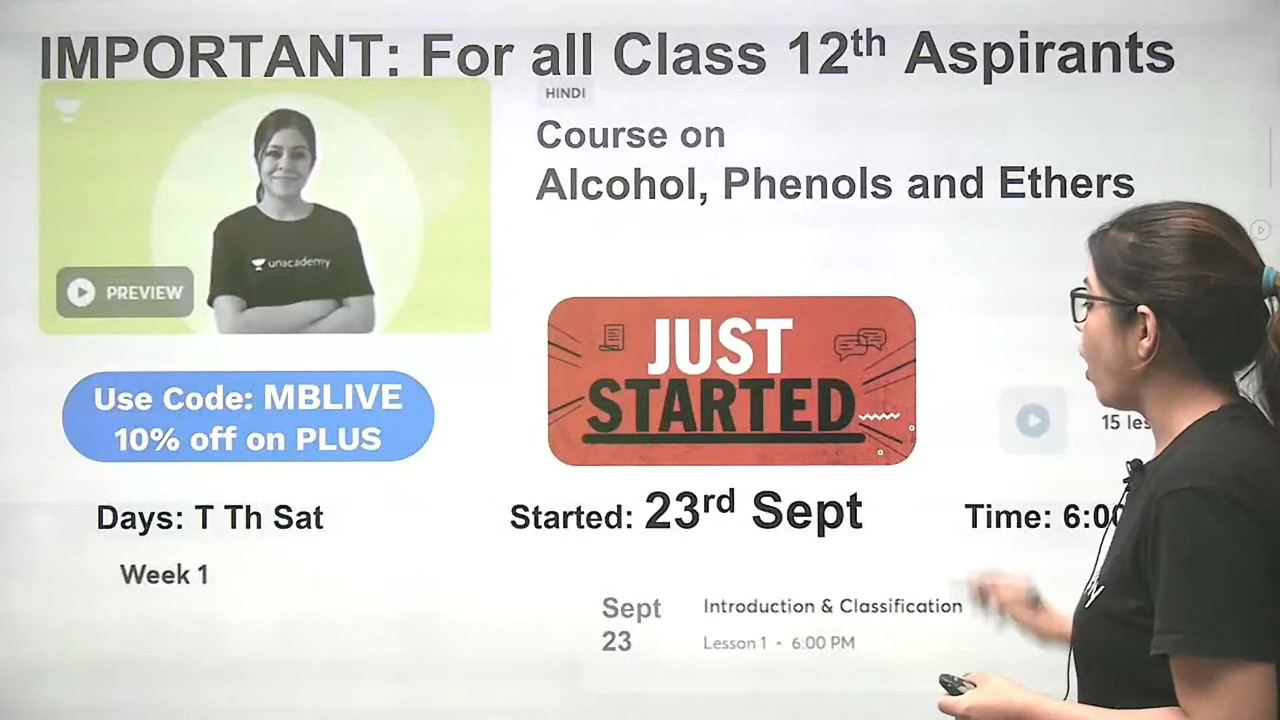 IMPORTANT: For all Class 12th Aspirants
HINDI
Course on
Alcohol, Phenols and Ethers
unacademy
PREVIEW
JUST
STARTED
Use Code: MBLIVE
10% off on PLUS
15
Days: T Th Sat
Started: 23rd Sept
Time:
Week 1
Sept
23
Introduction & Classification
Lesson 1 • 6:00 PM